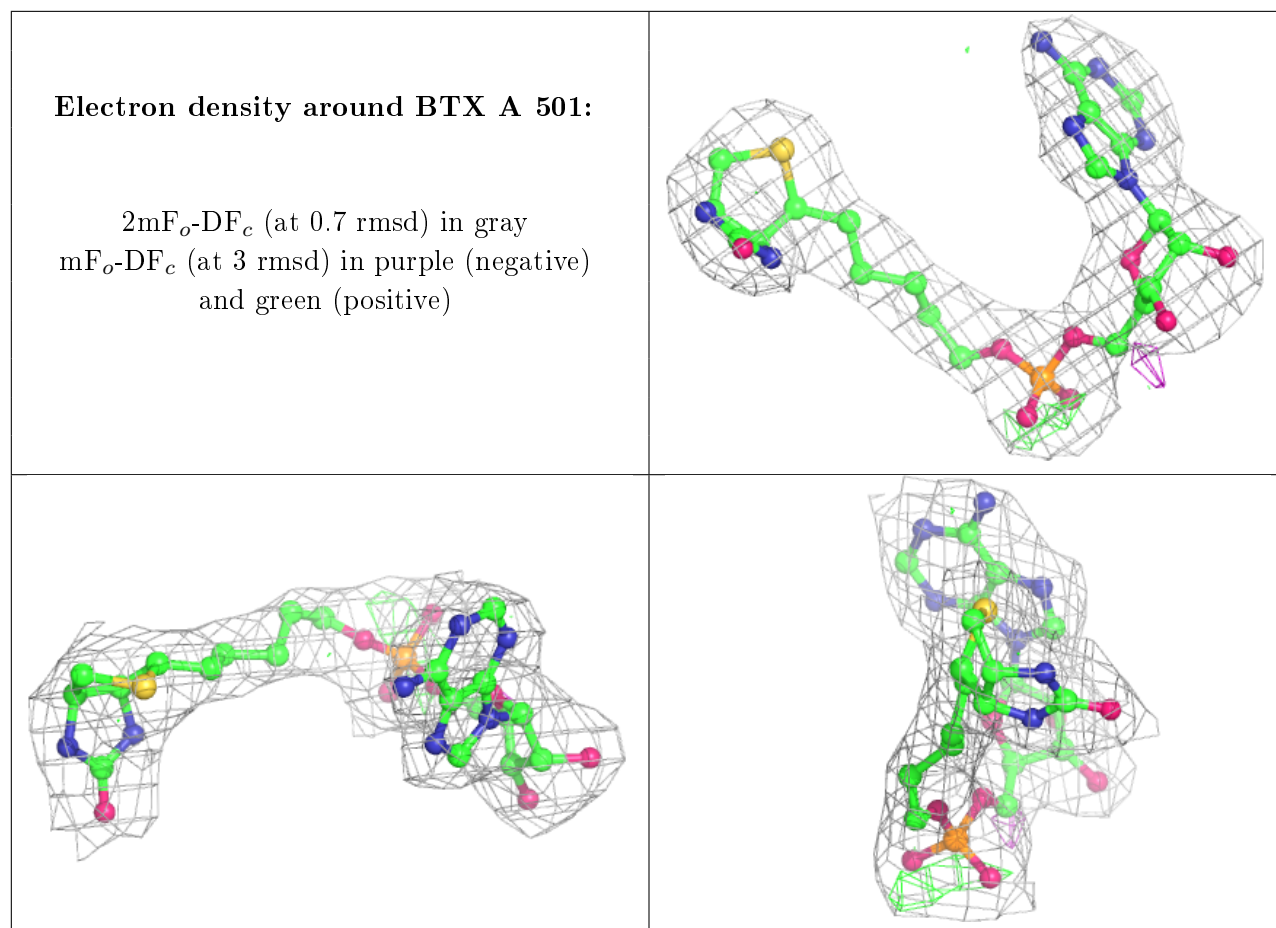 Electron density around BTX A 501:
2mFₒ-DF𝒸 (at 0.7 rmsd) in gray
mFₒ-DF𝒸 (at 3 rmsd) in purple (negative)
and green (positive)